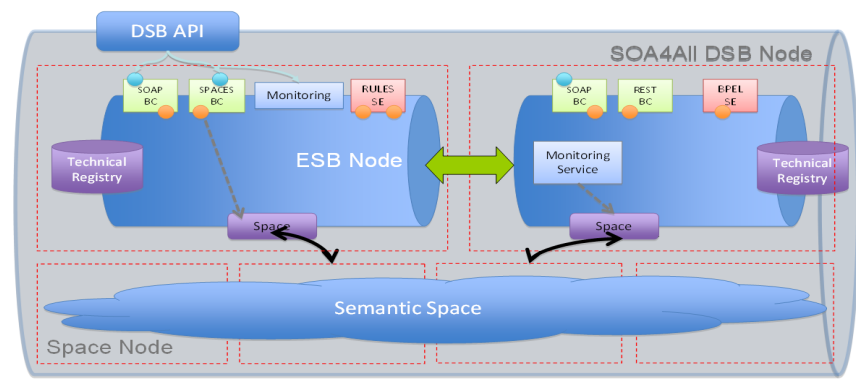 DSB API
SOA4All DSB Node
SOAP
BC
SPACES
BC
Monitoring
RULES
SE
SOAP
BC
REST
BC
BPEL
SE
Technical
Registry
ESB Node
Monitoring
Service
Technical
Registry
Space
Space
Semantic Space
Space Node